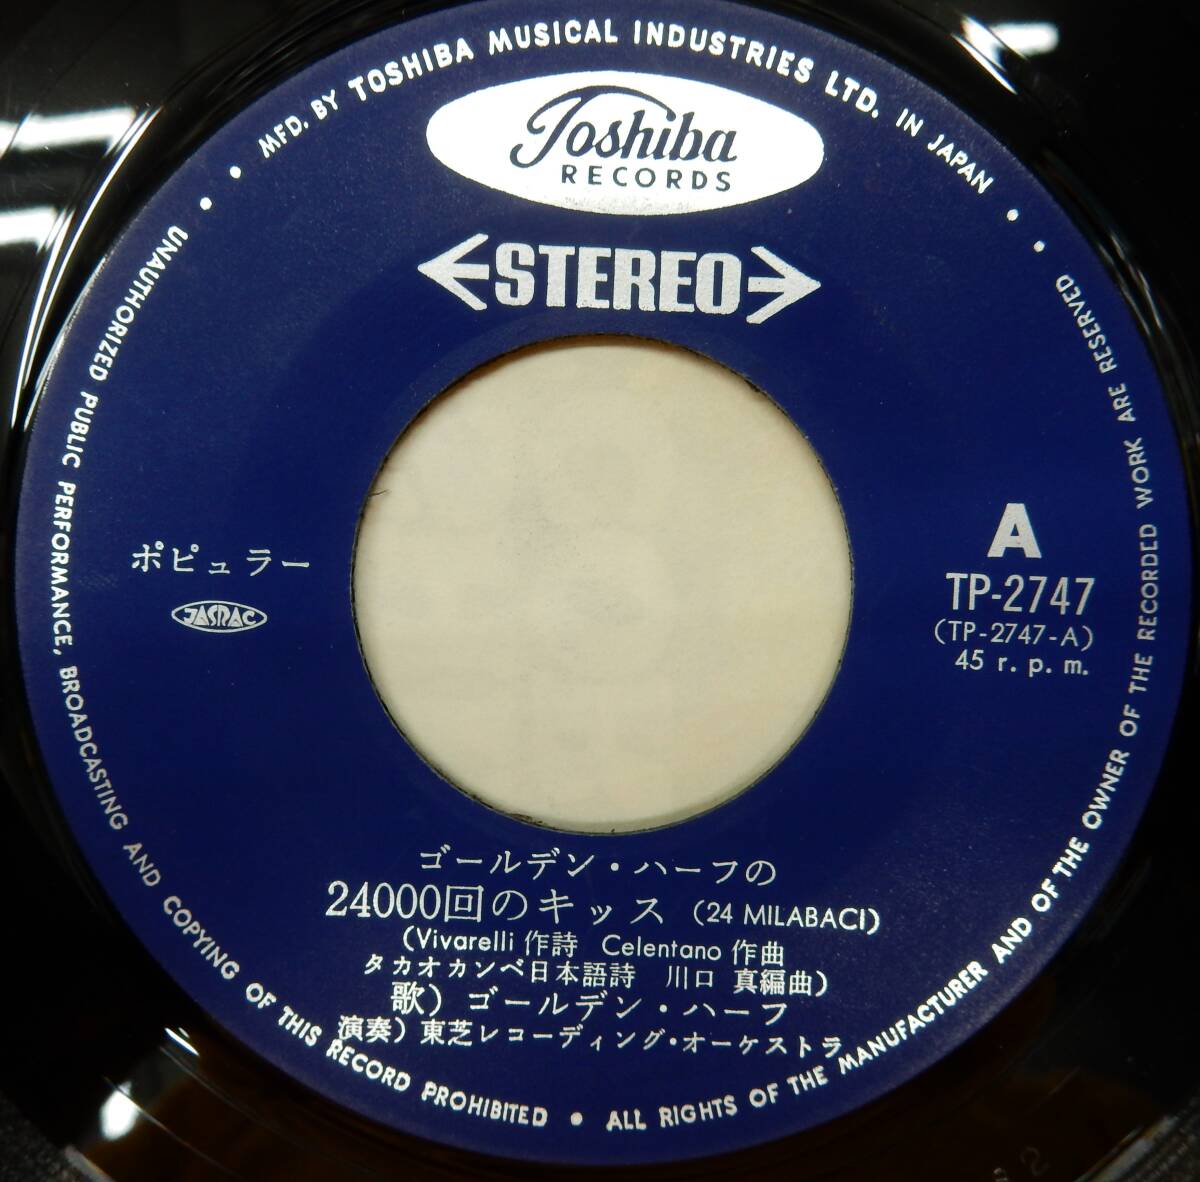 MFD. BY TOSHIBA MUSICAL INDUSTRIES LTD. IN JAPAN
Toshiba
RECORDS
STEREO
ポピュラー
JASRAC
A
TP-2747
(TP-2747-A)
45 r. p. m.
ゴールデン・ハーフの
24000回のキッス (24 MILABACI)
(Vivarelli 作詩 Celentano 作曲
タカオカンベ日本語詩 川口 真編曲)
歌) ゴールデン・ハーフ
演奏)東芝レコーディング・オーケストラ
UNAUTHORIZED PUBLIC PERFORMANCE, BROADCASTING AND COPYING OF THIS RECORD PROHIBITED • ALL RIGHTS OF THE MANUFACTURER AND OF THE OWNER OF THE RECORDED WORK ARE RESERVED